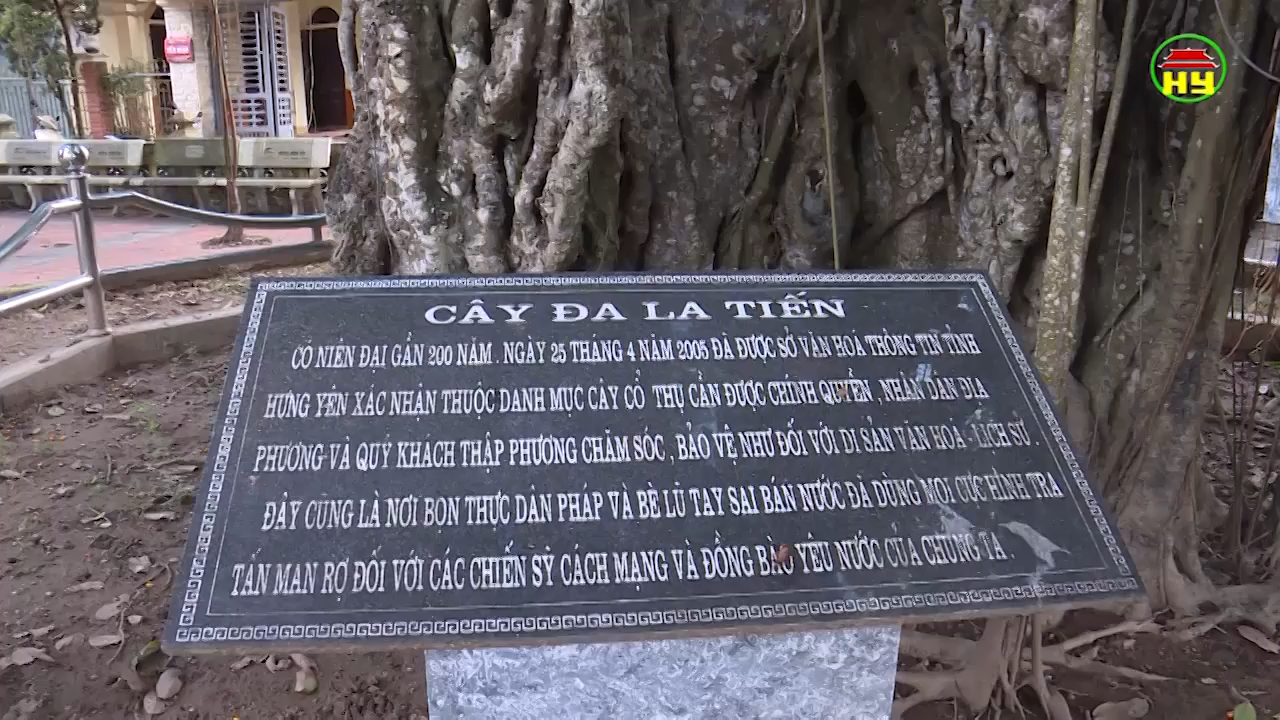 HY
CÂY ĐA LA TIẾN
CÓ NIÊN ĐẠI GẦN 200 NĂM . NGÀY 25 THÁNG 4 NĂM 2005 ĐÃ ĐƯỢC SỞ VĂN HOÁ THÔNG TIN TỈNH
HƯNG YÊN XÁC NHẬN THUỘC DANH MỤC CÂY CỔ THỤ CẦN ĐƯỢC CHÍNH QUYỀN , NHÂN DÂN ĐỊA
PHƯƠNG VÀ QUÝ KHÁCH THẬP PHƯƠNG CHĂM SÓC , BẢO VỆ NHƯ ĐỐI VỚI DI SẢN VĂN HOÁ - LỊCH SỬ .
ĐÂY CŨNG LÀ NƠI BỌN THỰC DÂN PHÁP VÀ BÈ LŨ TAY SAI BÁN NƯỚC ĐÃ DÙNG MỌI CỰC HÌNH TRA
TẤN MAN RỢ ĐỐI VỚI CÁC CHIẾN SỸ CÁCH MẠNG VÀ ĐỒNG BÀO YÊU NƯỚC CỦA CHÚNG TA .